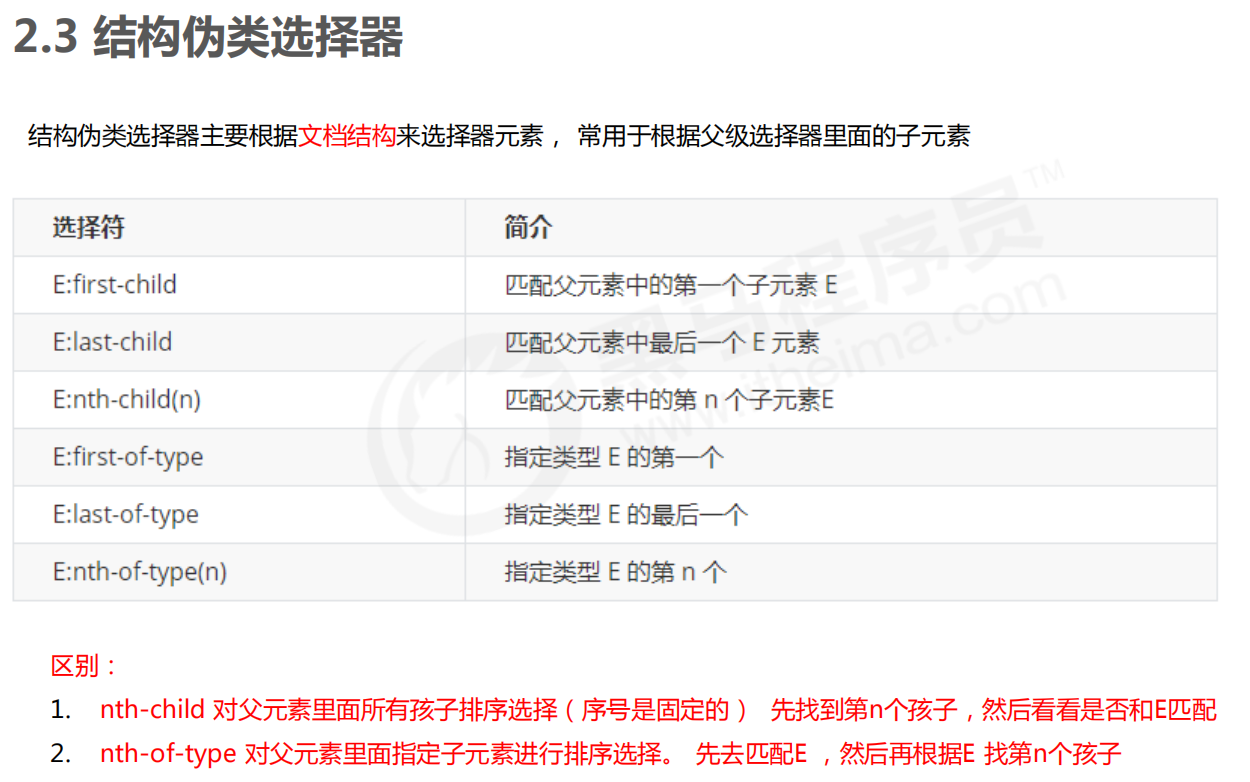 2.3 结构伪类选择器
结构伪类选择器主要根据文档结构来选择器元素， 常用于根据父级选择器里面的子元素
选择符 简介
E:first-child 匹配父元素中的第一个子元素 E
E:last-child 匹配父元素中最后一个 E 元素
E:nth-child(n) 匹配父元素中的第 n 个子元素E
E:first-of-type 指定类型 E 的第一个
E:last-of-type 指定类型 E 的最后一个
E:nth-of-type(n) 指定类型 E 的第 n 个
黑马程序员™
www.itheima.com
区别：
1. nth-child 对父元素里面所有孩子排序选择（序号是固定的） 先找到第n个孩子，然后看看是否和E匹配
2. nth-of-type 对父元素里面指定子元素进行排序选择。 先去匹配E ，然后再根据E 找第n个孩子